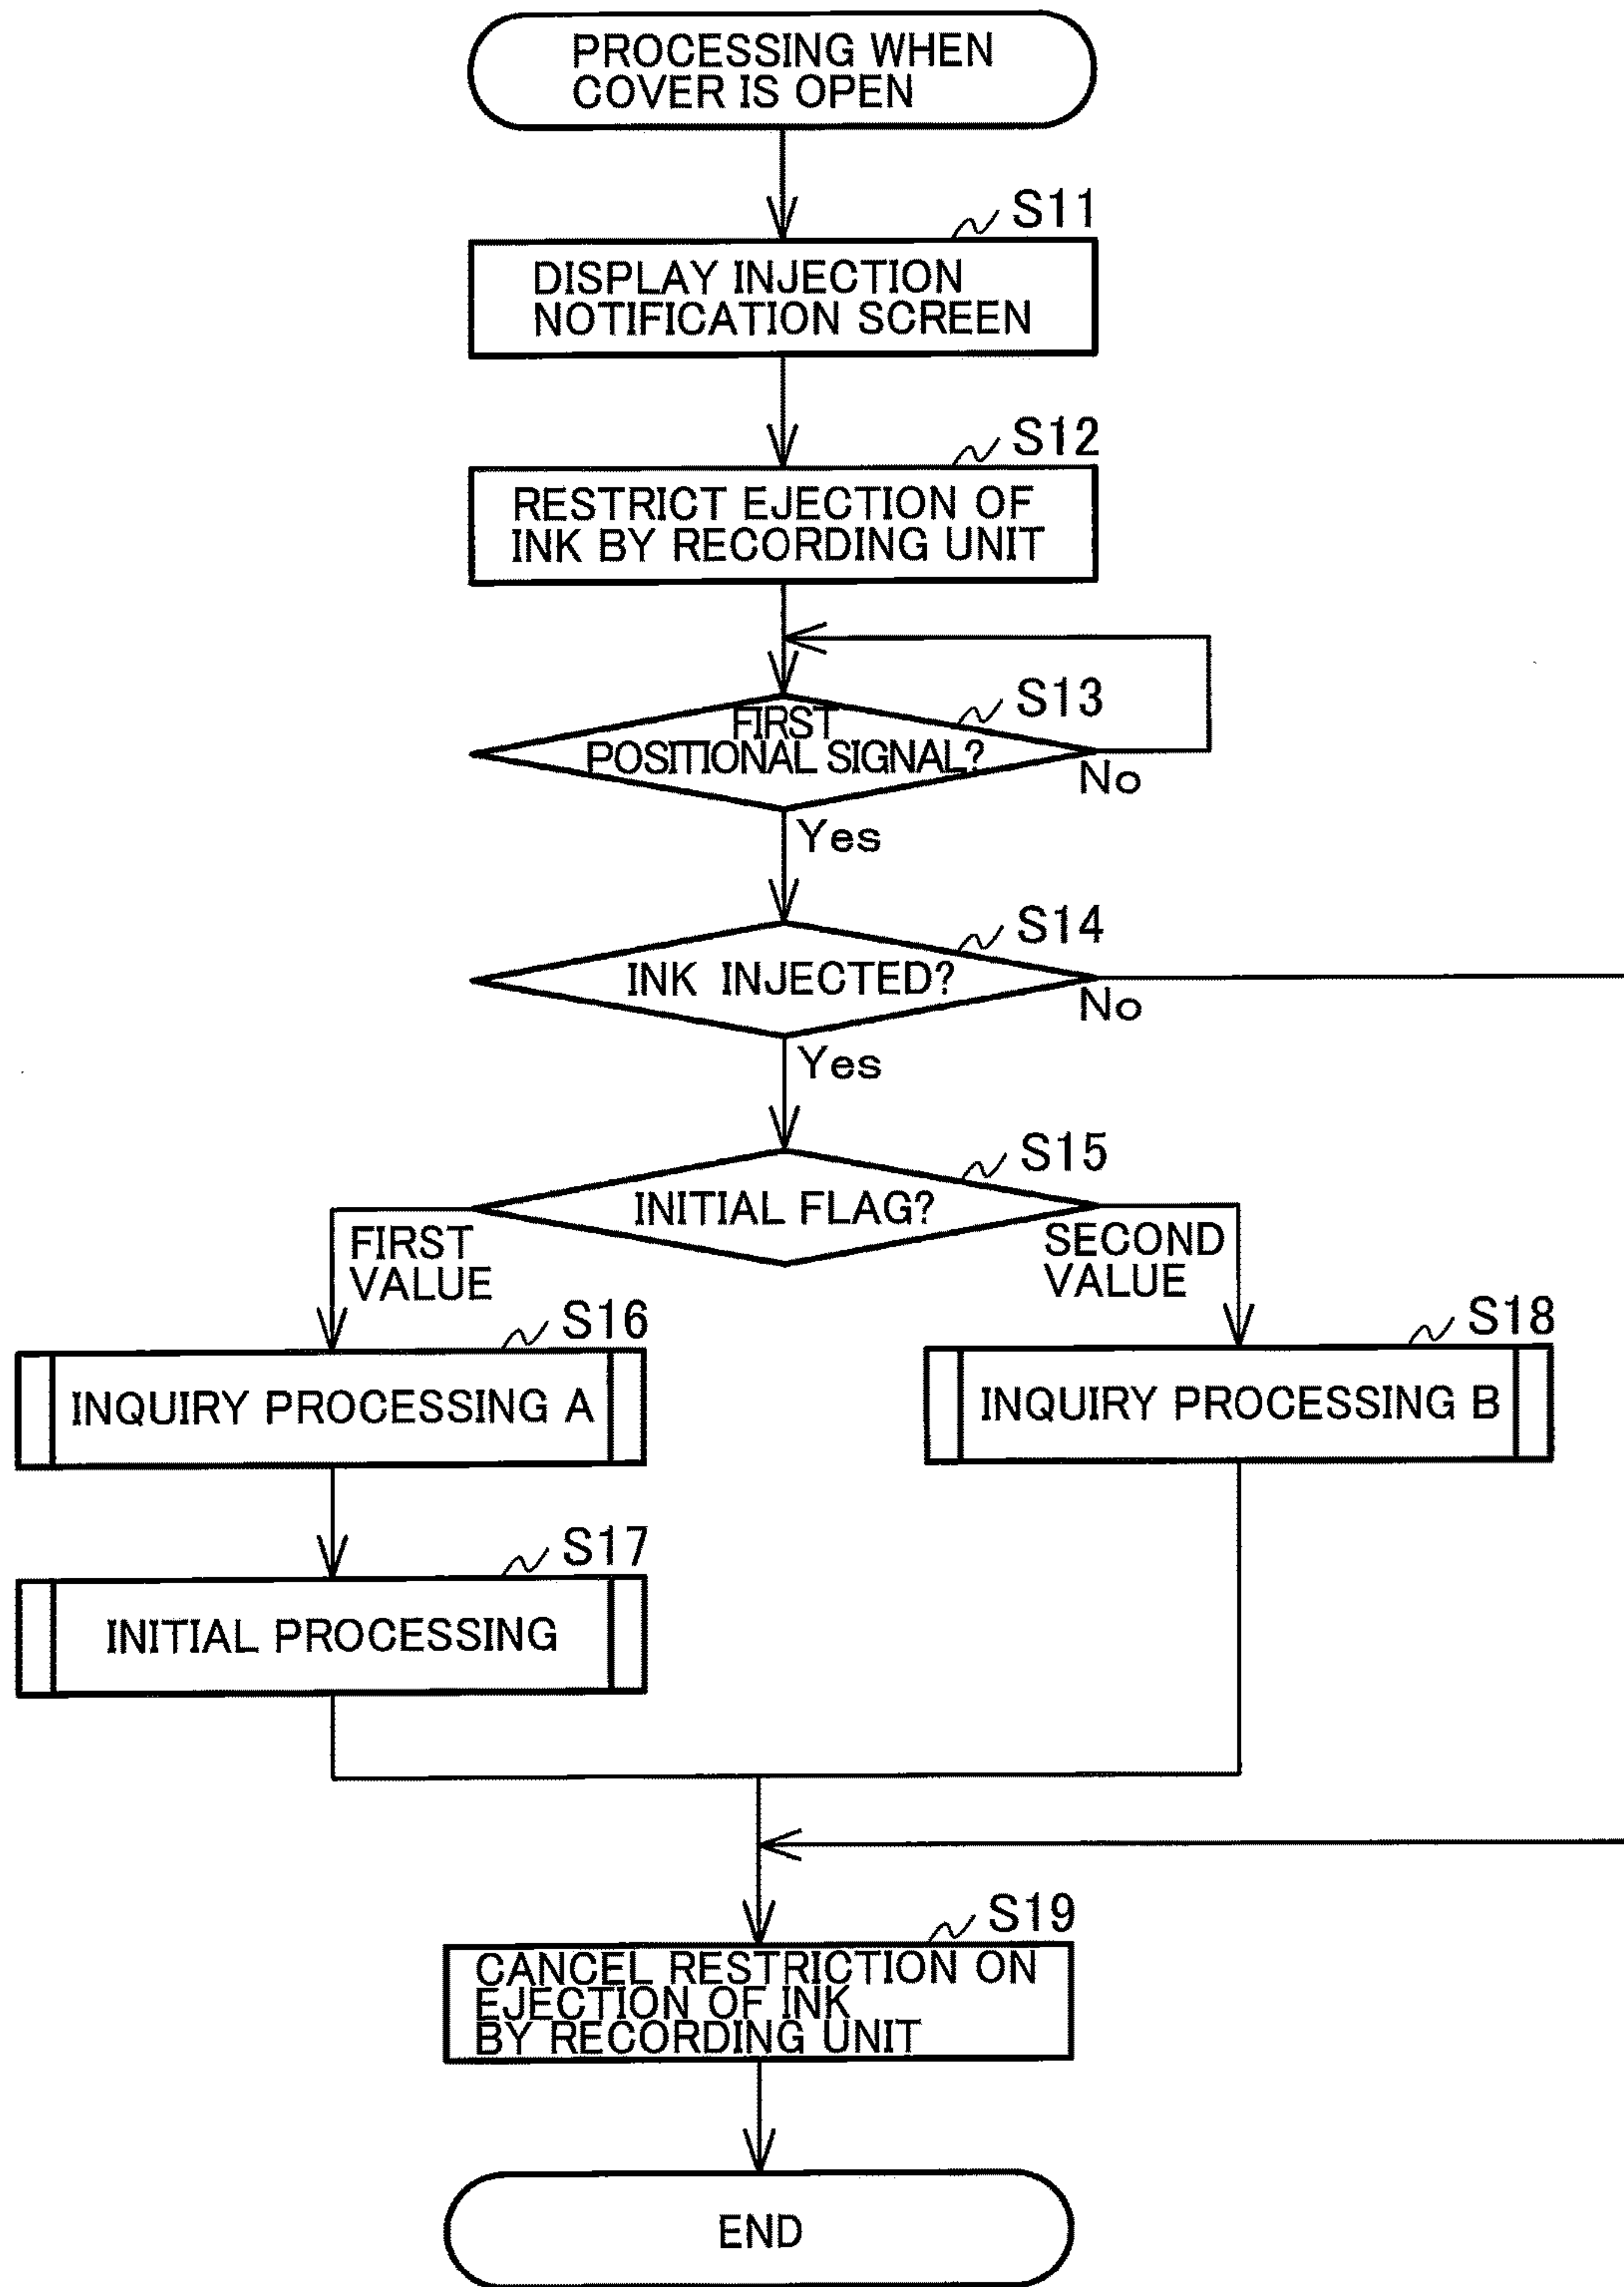 PROCESSING WHEN
COVER IS OPEN
S11
DISPLAY INJECTION
NOTIFICATION SCREEN
S12
RESTRICT EJECTION OF
INK BY RECORDING UNIT
S13
FIRST
POSITIONAL SIGNAL?
No
Yes
S14
INK INJECTED?
No
Yes
S15
INITIAL FLAG?
FIRST
VALUE
SECOND
VALUE
S16
INQUIRY PROCESSING A
S18
INQUIRY PROCESSING B
S17
INITIAL PROCESSING
S19
CANCEL RESTRICTION ON
EJECTION OF INK
BY RECORDING UNIT
END